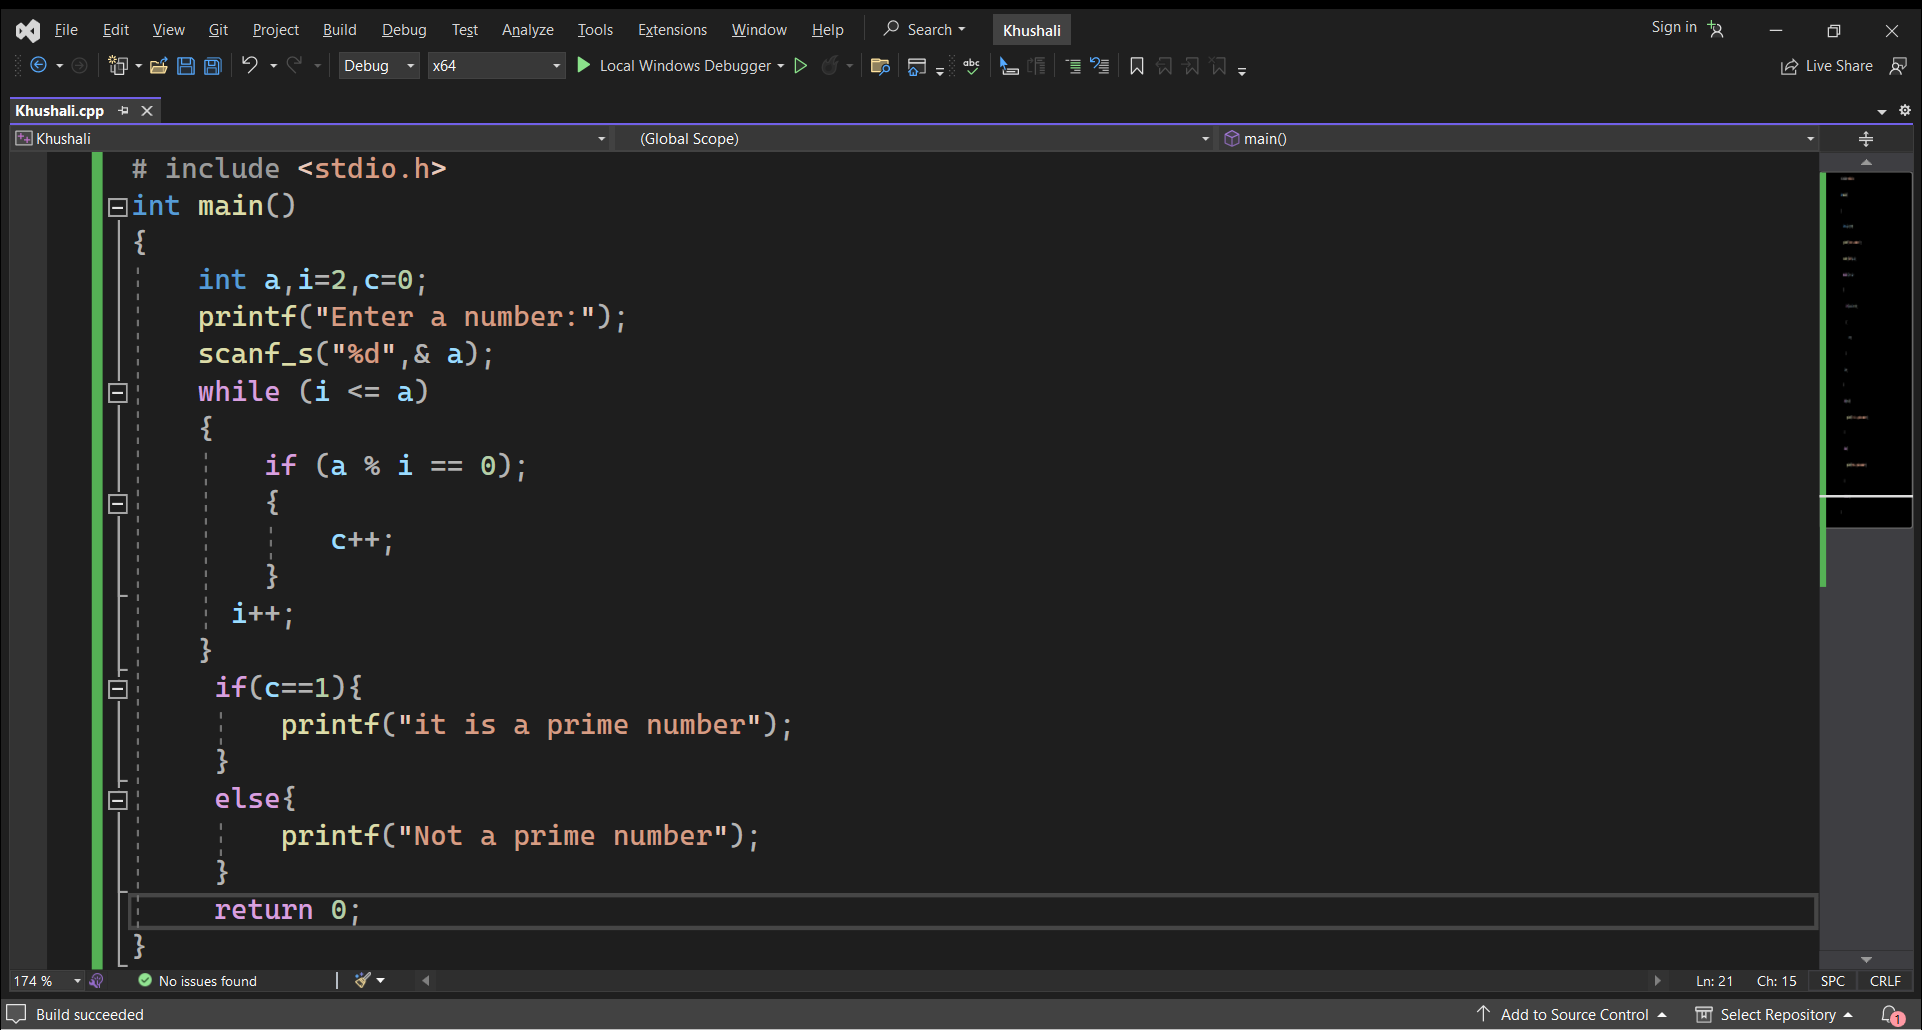 File Edit View Git Project Build Debug Test Analyze Tools Extensions Window Help Search Khushali Sign in
Debug x64 Local Windows Debugger Live Share
Khushali.cpp
Khushali (Global Scope) main()
# include <stdio.h>
int main()
{
int a,i=2,c=0;
printf("Enter a number:");
scanf_s("%d",& a);
while (i <= a)
{
if (a % i == 0);
{
c++;
}
i++;
}
if(c==1){
printf("it is a prime number");
}
else{
printf("Not a prime number");
}
return 0;
}
174 % No issues found Ln: 21 Ch: 15 SPC CRLF
Build succeeded Add to Source Control Select Repository 1